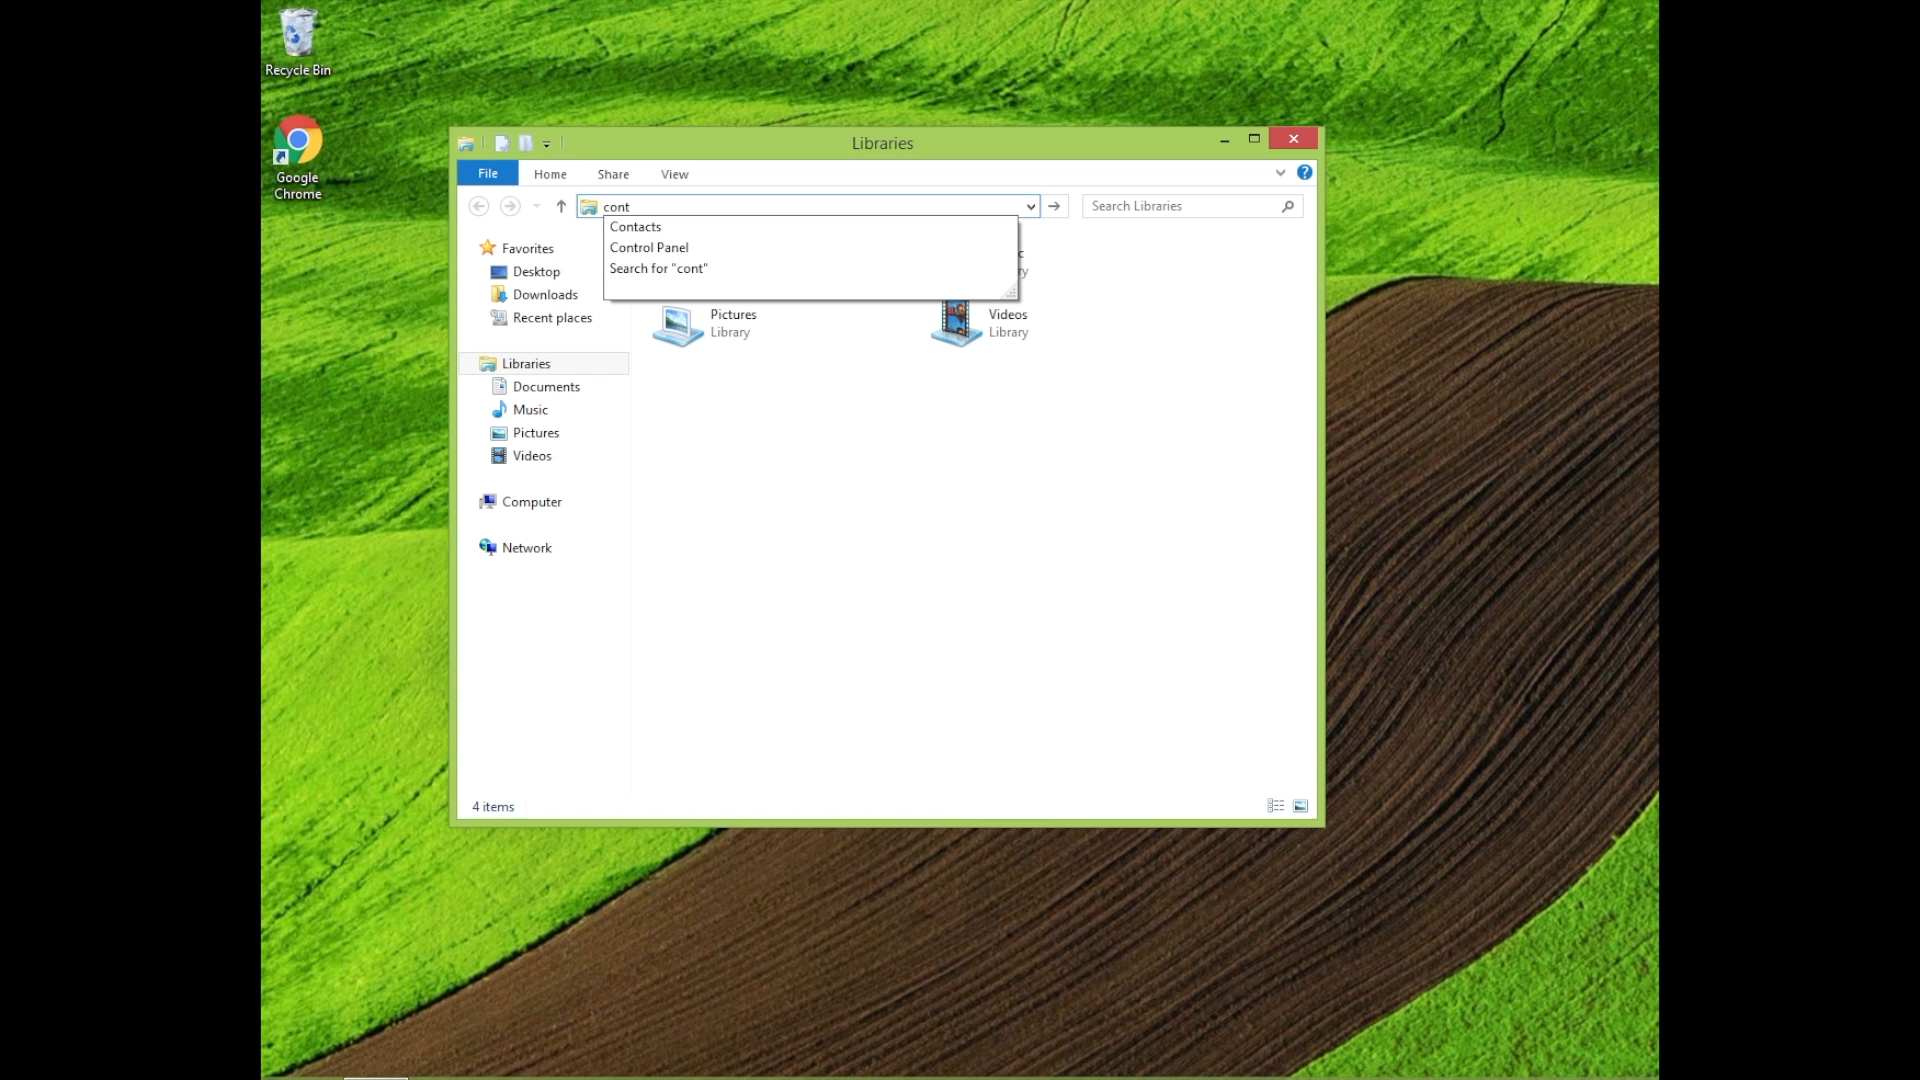 Recycle Bin
Google
Chrome
Libraries
File
Home
Share
View
cont
Search Libraries
Contacts
Control Panel
Search for "cont"
Favorites
Desktop
Downloads
Recent places
Libraries
Documents
Music
Pictures
Videos
Computer
Network
c
ry
Pictures
Library
Videos
Library
4 items